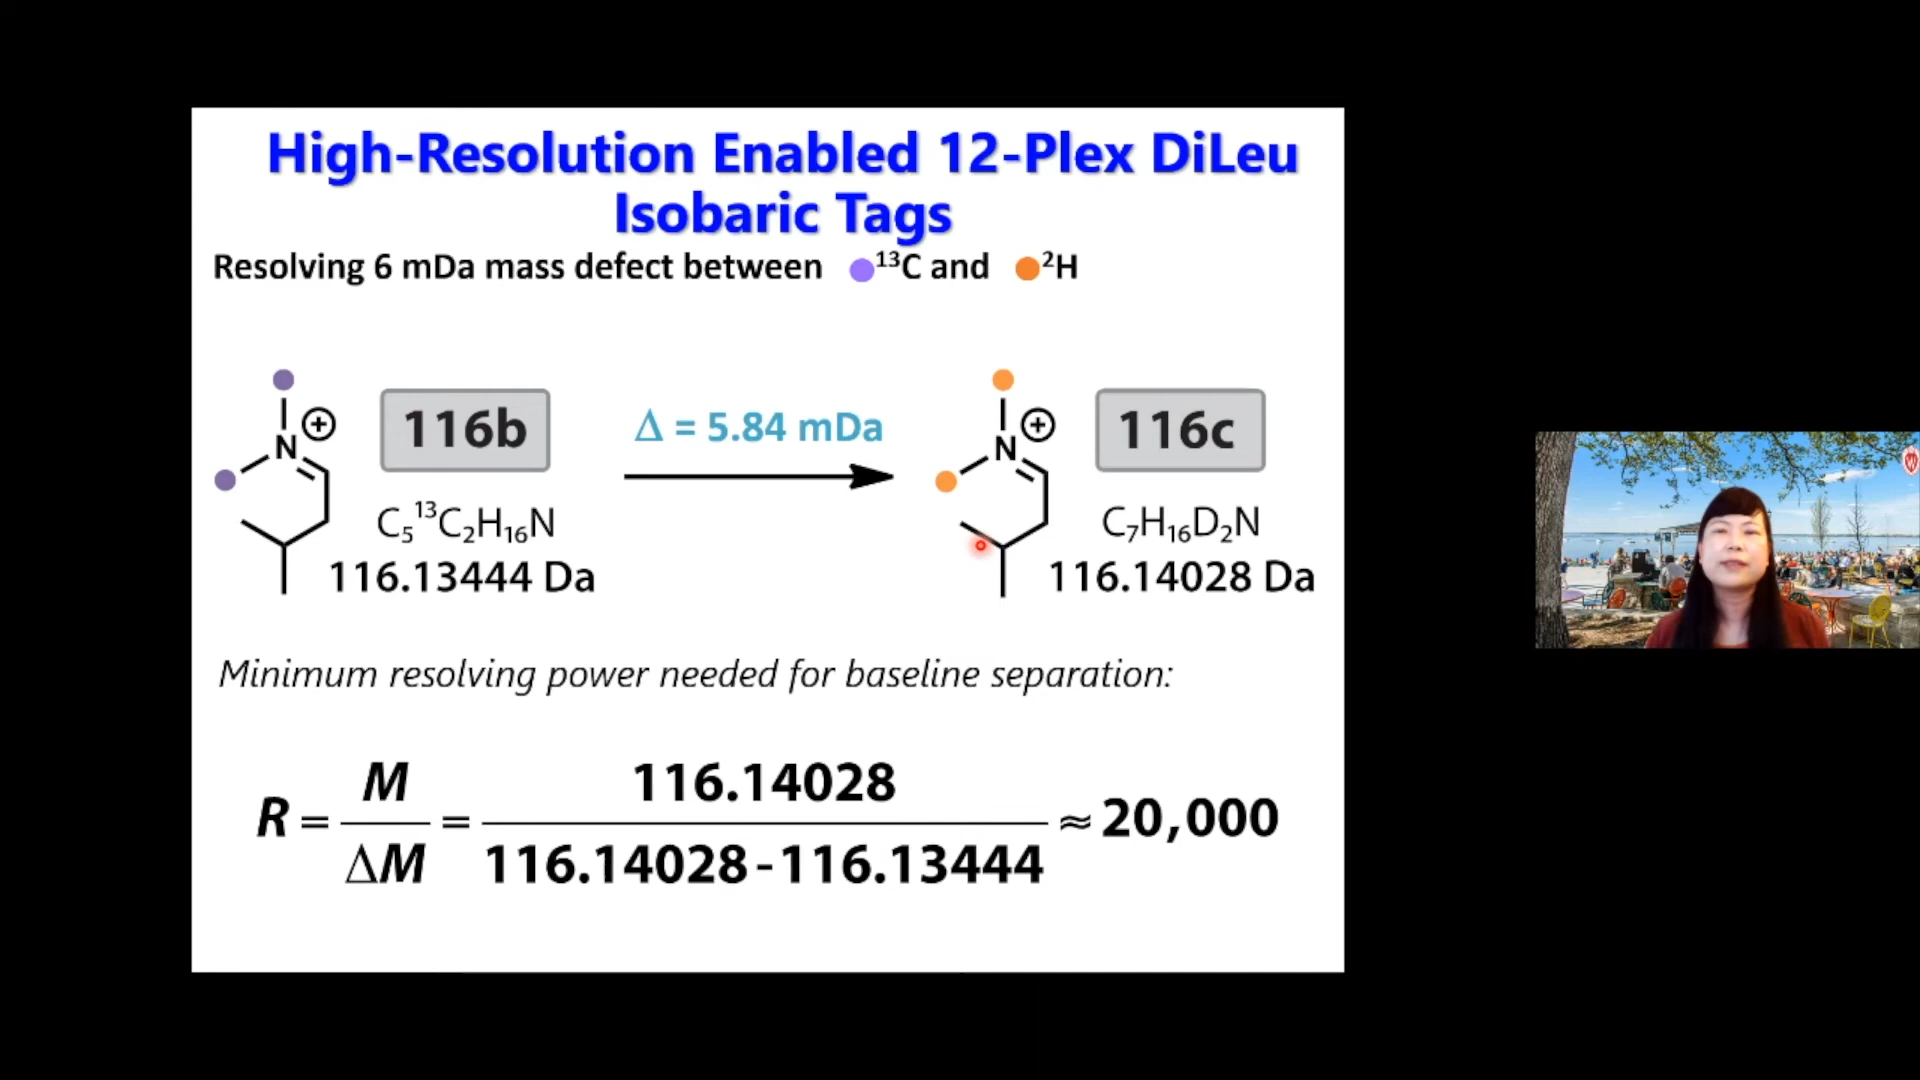 High-Resolution Enabled 12-Plex DiLeu
Isobaric Tags
Resolving 6 mDa mass defect between ¹³C and ²H
N
+
116b
C₅¹³C₂H₁₆N
116.13444 Da
Δ = 5.84 mDa
N
+
116c
C₇H₁₆D₂N
116.14028 Da
Minimum resolving power needed for baseline separation:
R = M / ΔM = 116.14028 / 116.14028 - 116.13444 ≈ 20,000